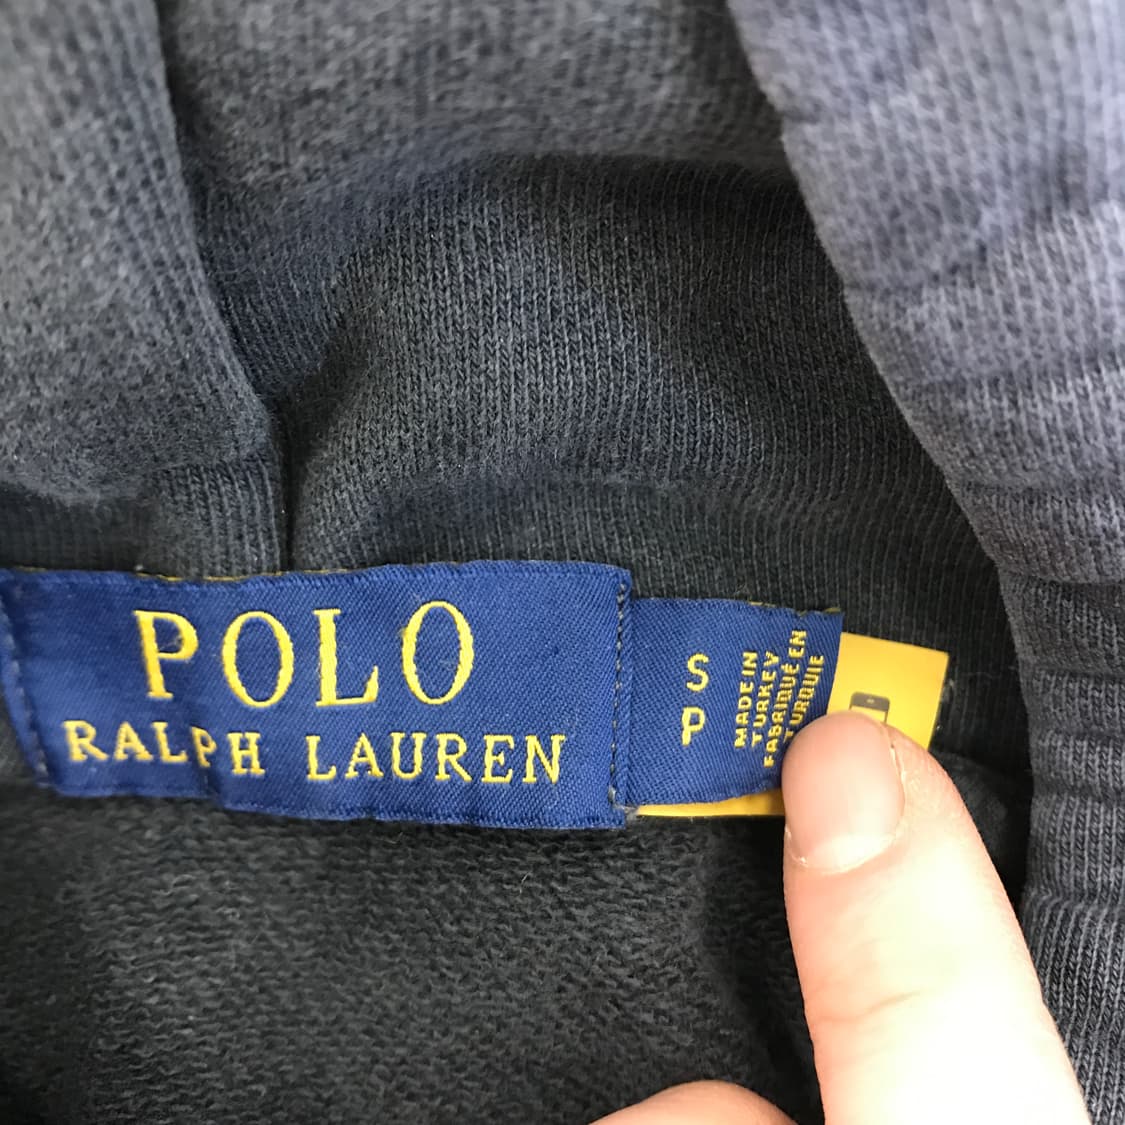 POLO
RALPH LAUREN
S
P
MADE IN
TURKEY
FABRIQUÉ EN
TURQUIE